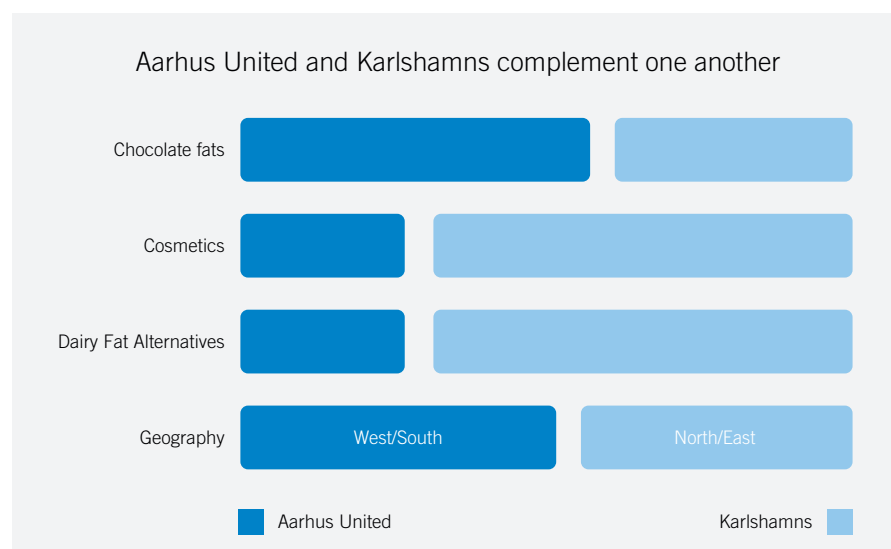 Aarhus United and Karlshamns complement one another
Chocolate fats
Cosmetics
Dairy Fat Alternatives
Geography
West/South
North/East
Aarhus United
Karlshamns